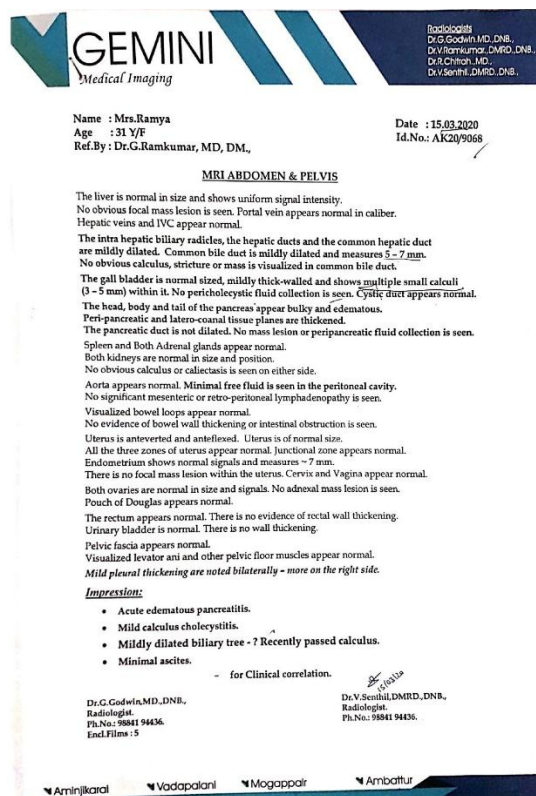 GEMINI
Medical Imaging
Radiologists
Dr.G.Godwin.MD.,DNB.,
Dr.V.Ramkumar.,DMRD.,DNB.,
Dr.R.Chitrah.,MD.,
Dr.V.Senthil.,DMRD.,DNB.,
Name : Mrs.Ramya
Age : 31 Y/F
Ref.By : Dr.G.Ramkumar, MD, DM.,
Date : 15.03.2020
Id.No.: AK20/9068
MRI ABDOMEN & PELVIS
The liver is normal in size and shows uniform signal intensity.
No obvious focal mass lesion is seen. Portal vein appears normal in caliber.
Hepatic veins and IVC appear normal.
The intra hepatic biliary radicles, the hepatic ducts and the common hepatic duct
are mildly dilated. Common bile duct is mildly dilated and measures 5 – 7 mm.
No obvious calculus, stricture or mass is visualized in common bile duct.
The gall bladder is normal sized, mildly thick-walled and shows multiple small calculi
(3 – 5 mm) within it. No pericholecystic fluid collection is seen. Cystic duct appears normal.
The head, body and tail of the pancreas appear bulky and edematous.
Peri-pancreatic and latero-coanal tissue planes are thickened.
The pancreatic duct is not dilated. No mass lesion or peripancreatic fluid collection is seen.
Spleen and Both Adrenal glands appear normal.
Both kidneys are normal in size and position.
No obvious calculus or caliectasis is seen on either side.
Aorta appears normal. Minimal free fluid is seen in the peritoneal cavity.
No significant mesenteric or retro-peritoneal lymphadenopathy is seen.
Visualized bowel loops appear normal.
No evidence of bowel wall thickening or intestinal obstruction is seen.
Uterus is anteverted and anteflexed. Uterus is of normal size.
All the three zones of uterus appear normal. Junctional zone appears normal.
Endometrium shows normal signals and measures ~ 7 mm.
There is no focal mass lesion within the uterus. Cervix and Vagina appear normal.
Both ovaries are normal in size and signals. No adnexal mass lesion is seen.
Pouch of Douglas appears normal.
The rectum appears normal. There is no evidence of rectal wall thickening.
Urinary bladder is normal. There is no wall thickening.
Pelvic fascia appears normal.
Visualized levator ani and other pelvic floor muscles appear normal.
Mild pleural thickening are noted bilaterally – more on the right side.
Impression:
• Acute edematous pancreatitis.
• Mild calculus cholecystitis.
• Mildly dilated biliary tree - ? Recently passed calculus.
• Minimal ascites.
– for Clinical correlation.
15/03/20
Dr.G.Godwin,MD.,DNB.,
Radiologist.
Ph.No.: 98841 94436.
Encl.Films : 5
Dr.V.Senthil,DMRD.,DNB.,
Radiologist.
Ph.No.: 98841 94436.
Aminjikarai
Vadapalani
Mogappair
Ambattur